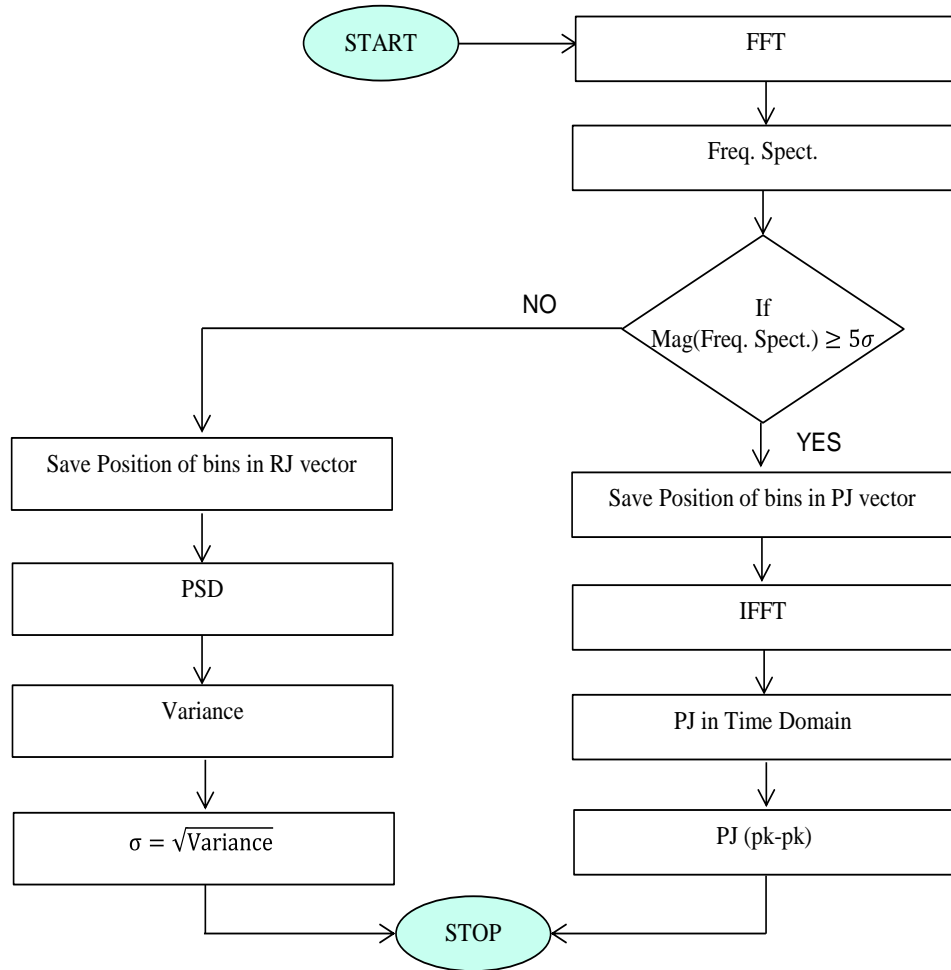 START
FFT
Freq. Spect.
If
Mag(Freq. Spect.) ≥ 5σ
NO
YES
Save Position of bins in RJ vector
Save Position of bins in PJ vector
PSD
IFFT
Variance
PJ in Time Domain
σ = √Variance
PJ (pk-pk)
STOP